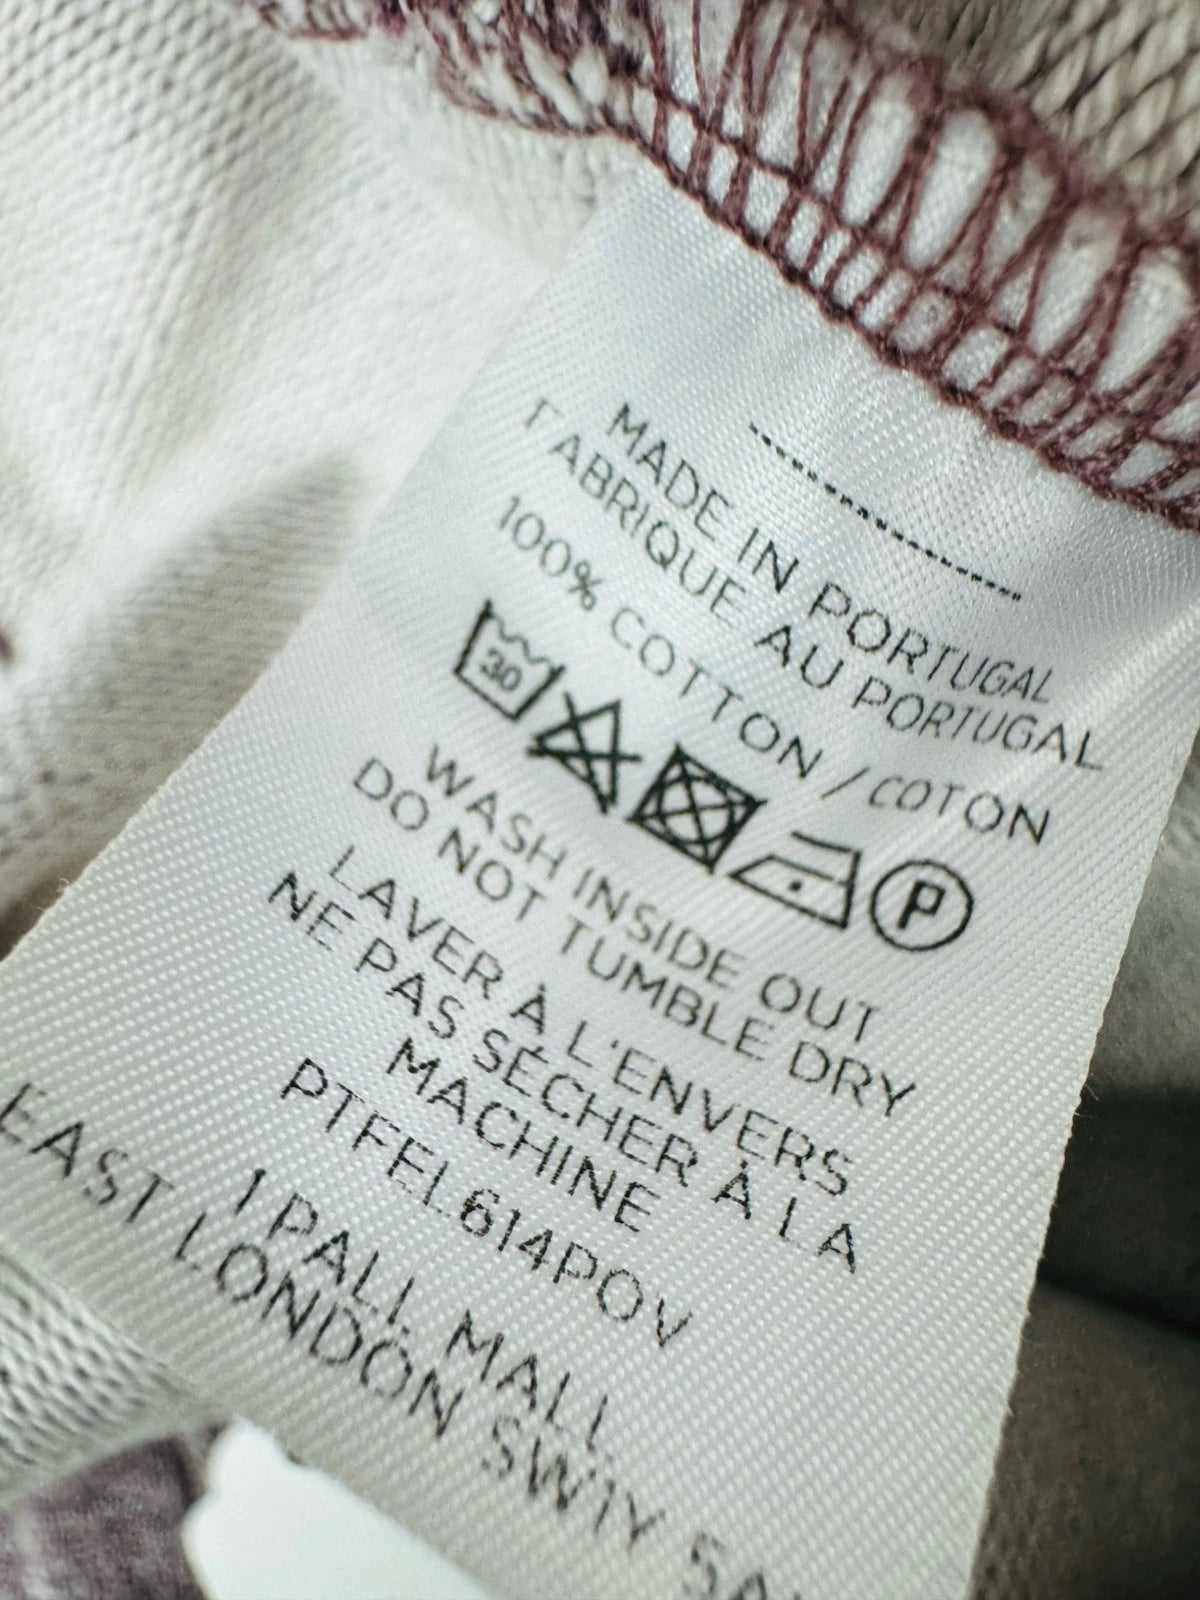 MADE IN PORTUGAL
FABRIQUE AU PORTUGAL
100% COTTON / COTON
30 P
WASH INSIDE OUT
DO NOT TUMBLE DRY
LAVER À L'ENVERS
NE PAS SÉCHER À LA
MACHINE
PTFEL614POV
1 PALL MALL
EAST LONDON SW1Y